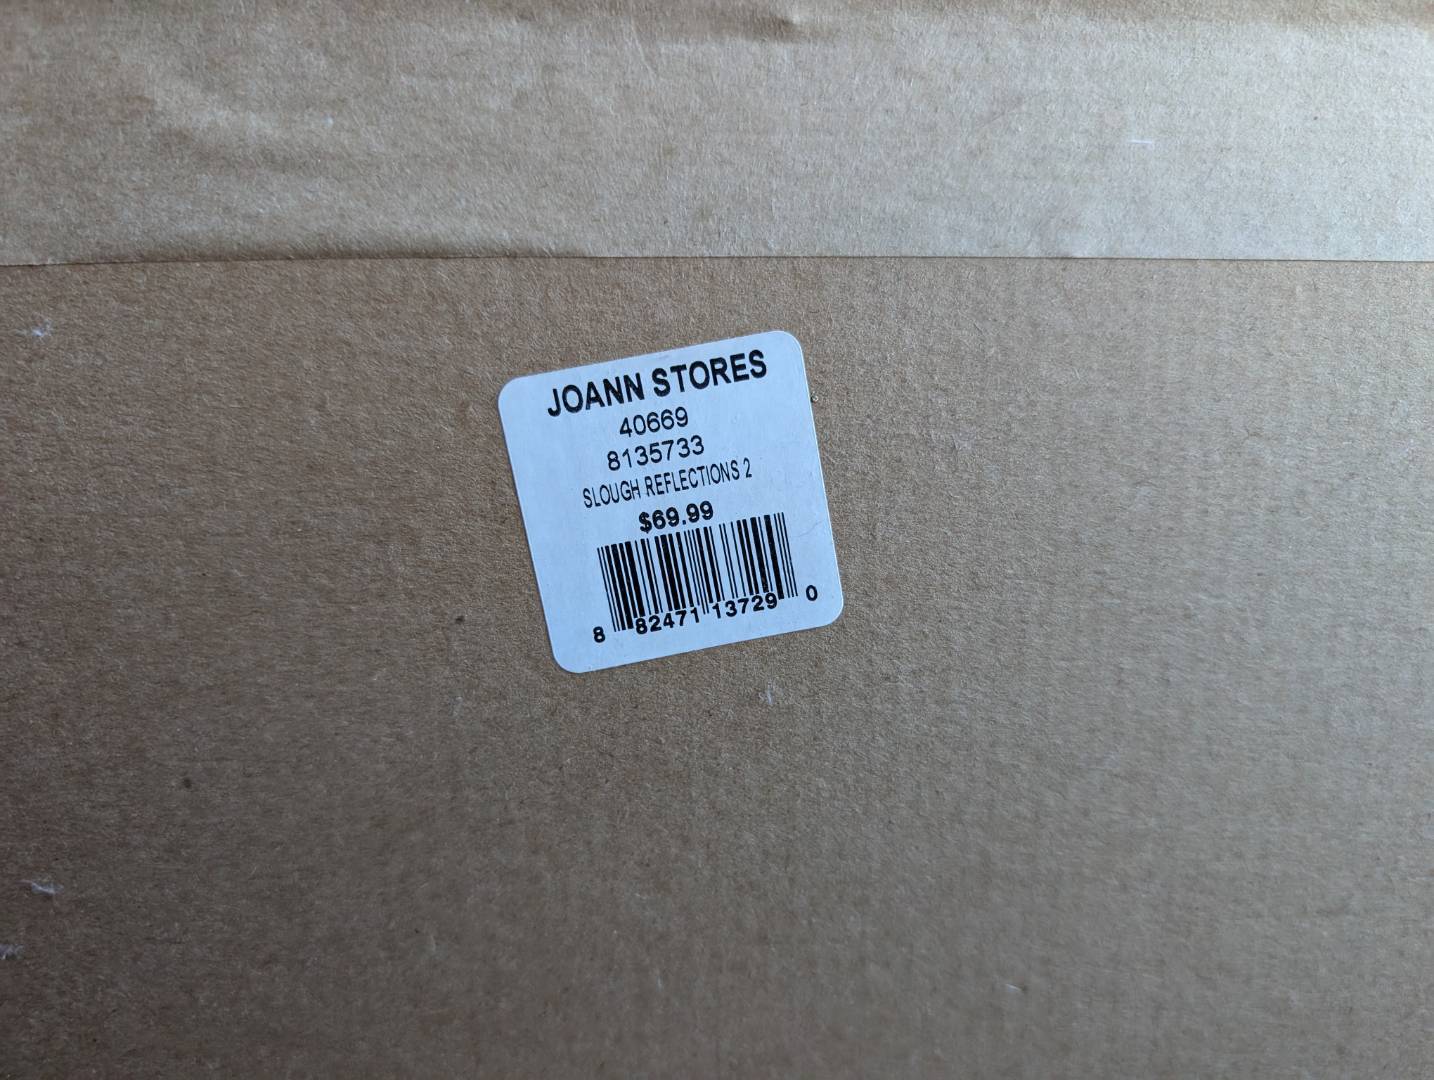 JOANN STORES
40669
8135733
SLOUGH REFLECTIONS 2
$69.99
8 82471 13729 0